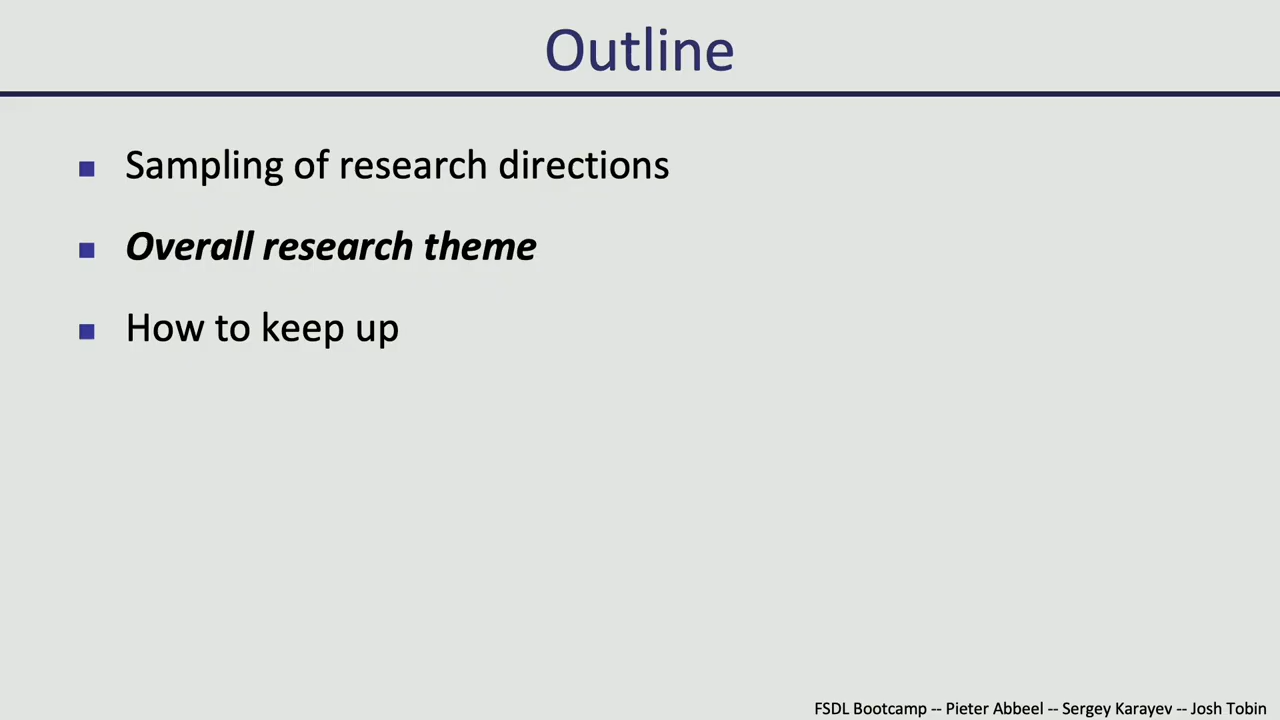 Outline
Sampling of research directions
Overall research theme
How to keep up
FSDL Bootcamp -- Pieter Abbeel -- Sergey Karayev -- Josh Tobin